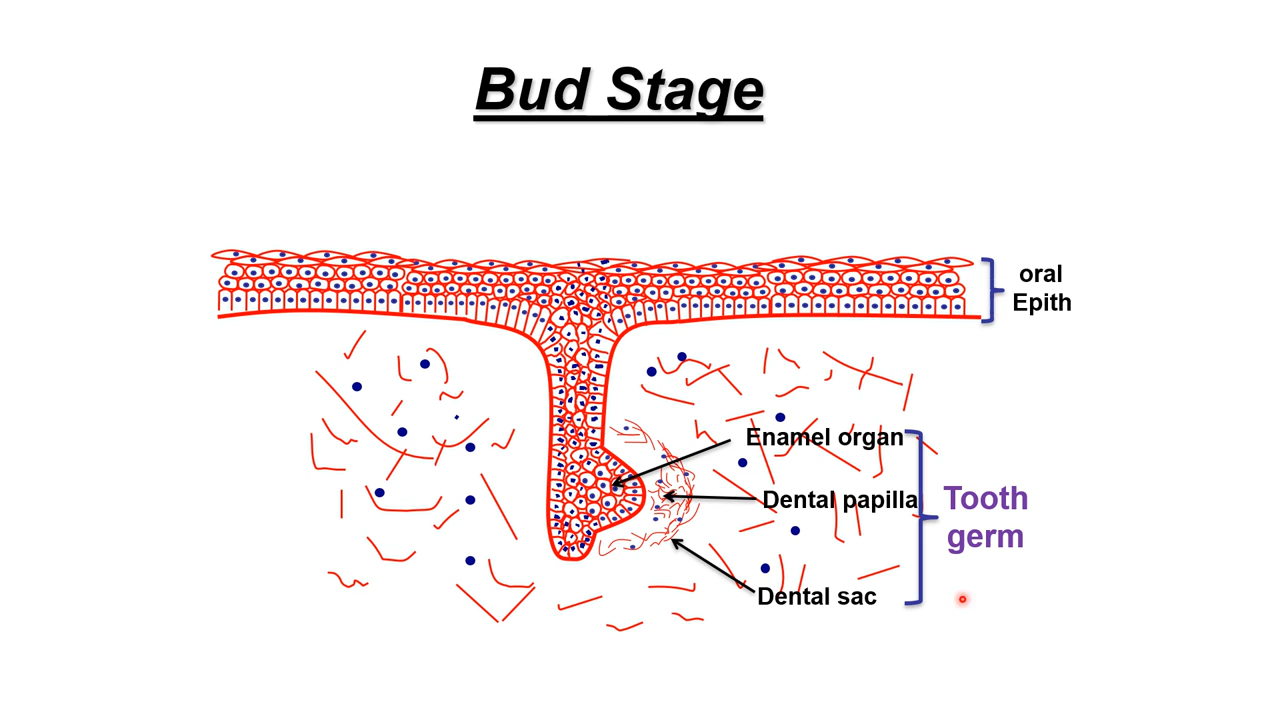 Bud Stage
oral
Epith
Enamel organ
Dental papilla
Tooth
germ
Dental sac